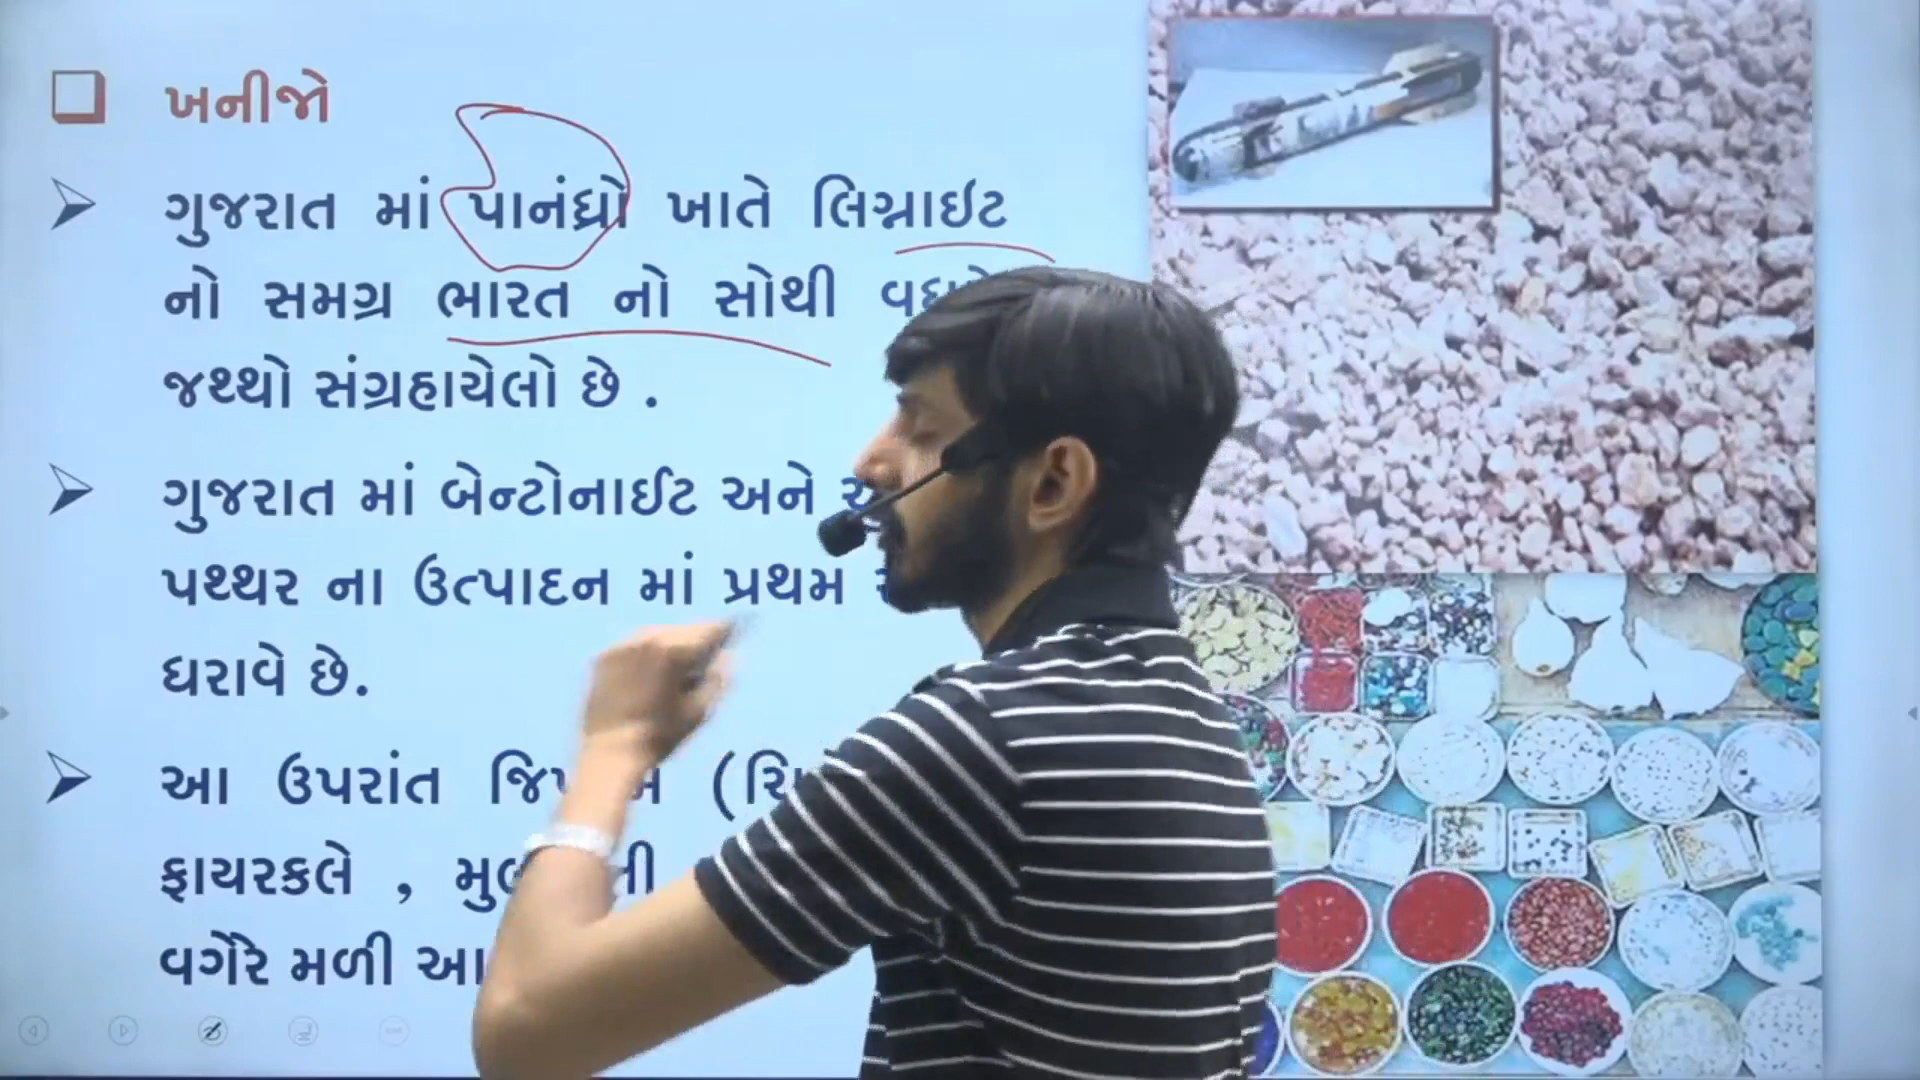 ખનીજો
ગુજરાત માં પાનંધ્રો ખાતે લિગ્નાઈટ
નો સમગ્ર ભારત નો સોથી
જથ્થો સંગ્રહાયેલો છે .
ગુજરાત માં બેન્ટોનાઈટ અને
પથ્થર ના ઉત્પાદન માં પ્રથમ
ધરાવે છે.
આ ઉપરાંત
ફાયરકલે ,
વગેરે મળી